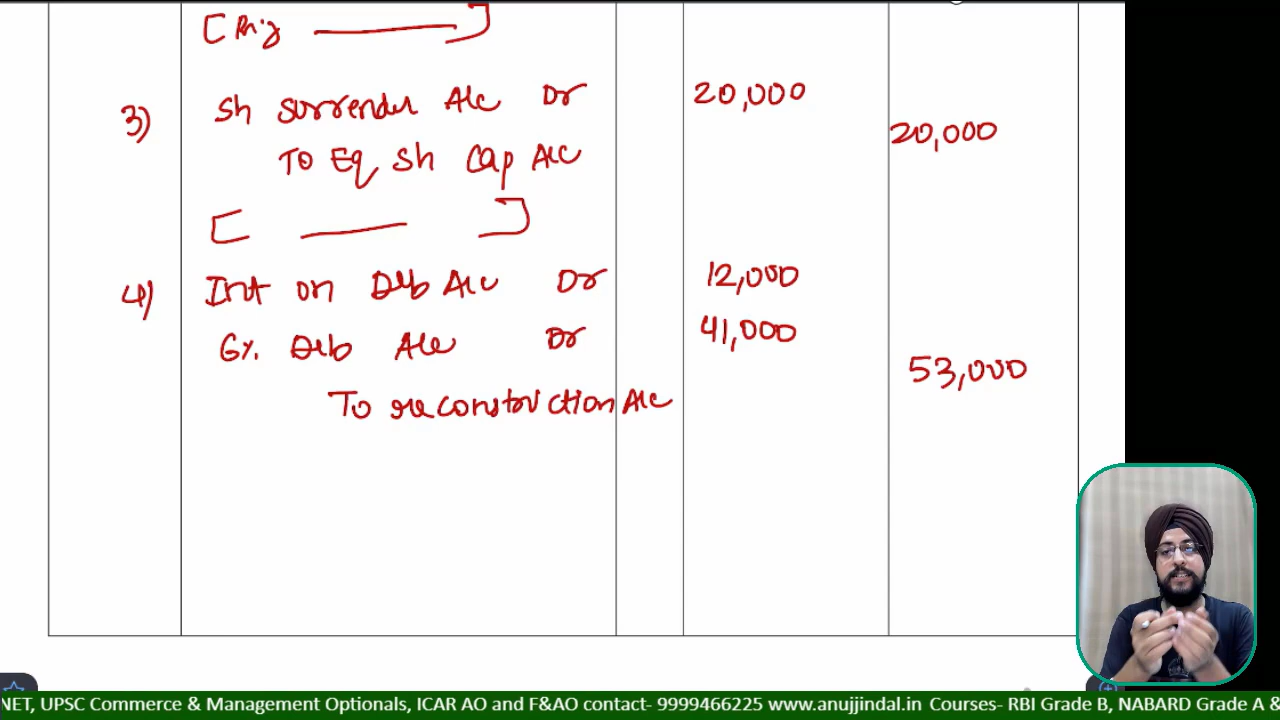 [Big ———]
3) Sh Surrender A/c Dr 20,000
To Eq Sh Cap A/c 20,000
[ ——— ]
4) Int on Deb A/c Dr 12,000
6% Deb A/c Dr 41,000
To reconstruction A/c 53,000
NET, UPSC Commerce & Management Optionals, ICAR AO and F&AO contact- 9999466225 www.anujjindal.in Courses- RBI Grade B, NABARD Grade A &